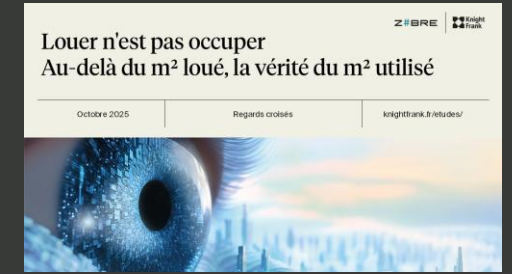 Z#BRE
Knight
Frank
Louer n'est pas occuper
Au-delà du m² loué, la vérité du m² utilisé
Octobre 2025
Regards croisés
knightfrank.fr/etudes/